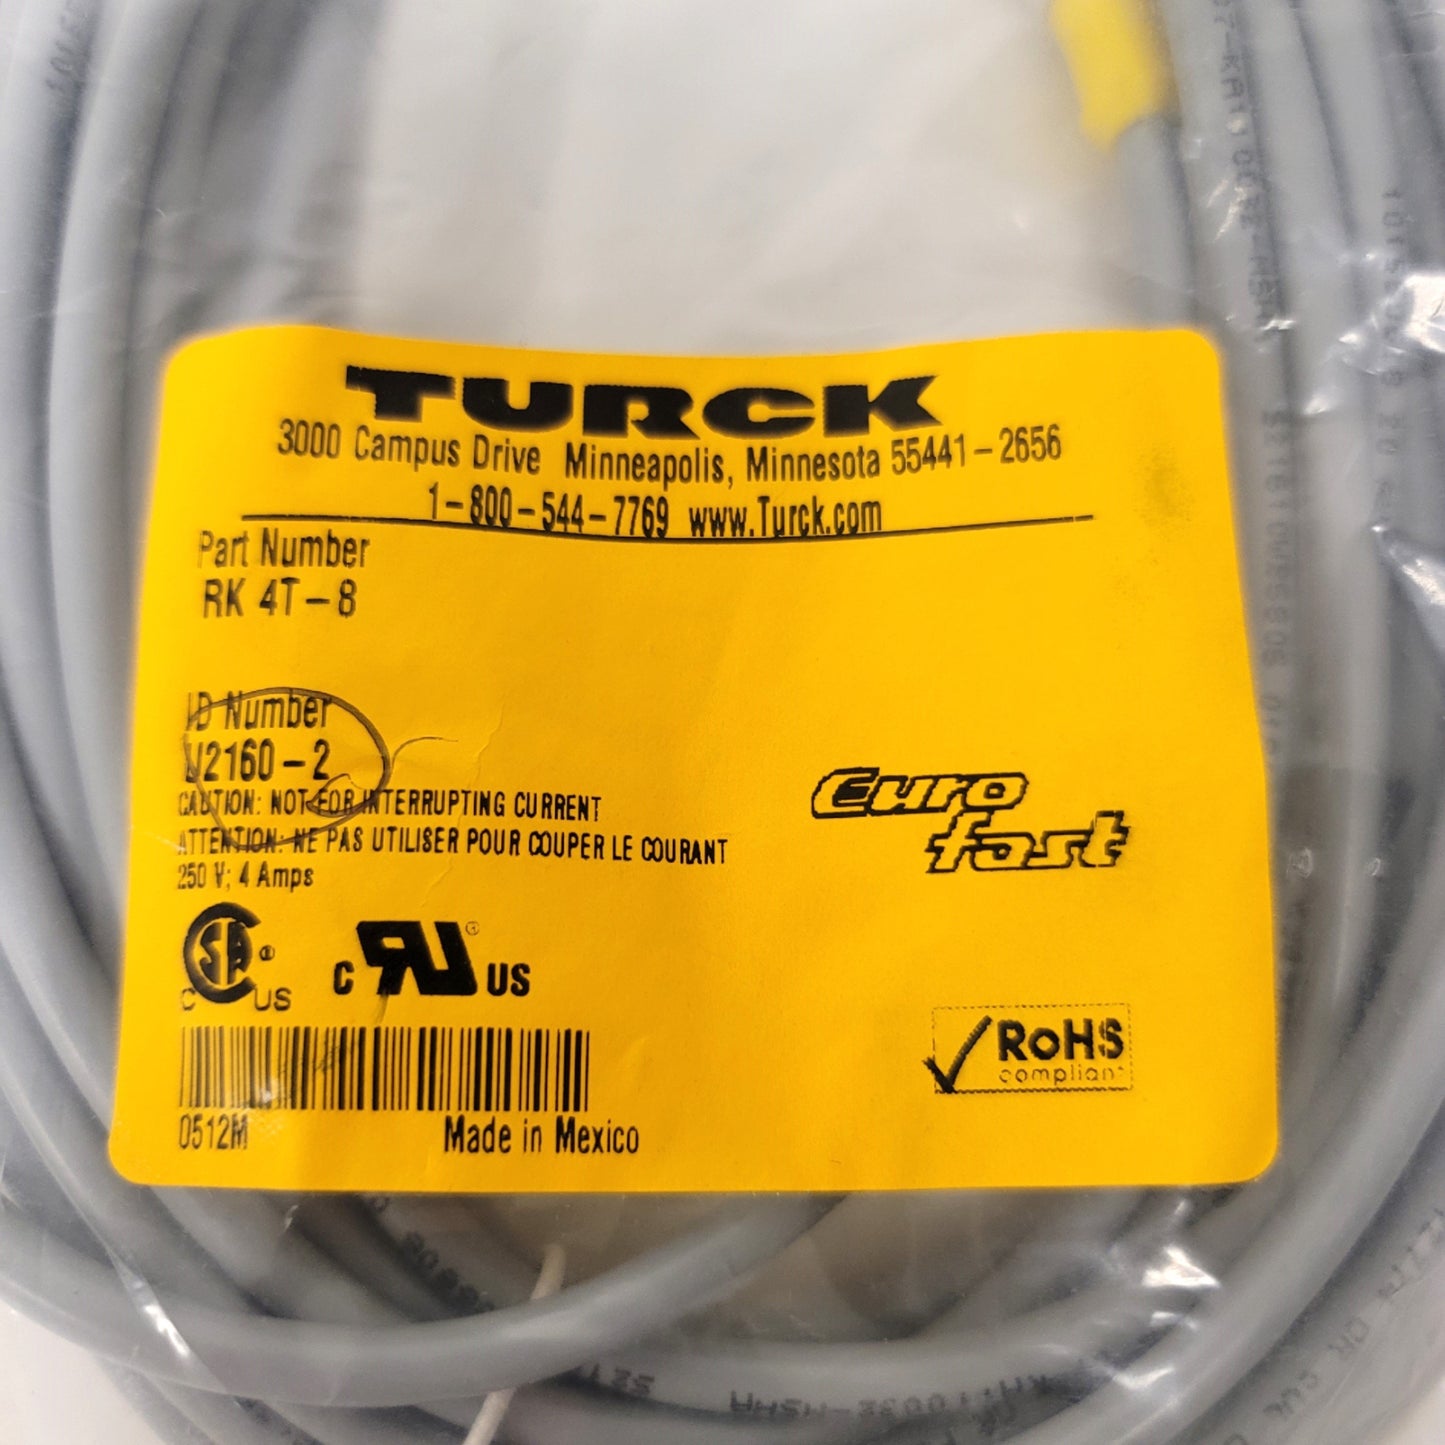 TURCK
3000 Campus Drive Minneapolis, Minnesota 55441-2656
1-800-544-7769 www.Turck.com
Part Number
RK 4T-8
ID Number
U2160-2
CAUTION: NOT FOR INTERRUPTING CURRENT
ATTENTION: NE PAS UTILISER POUR COUPER LE COURANT
250 V; 4 Amps
Euro
fast
SA ®
C US
C RU ® US
RoHS
compliant
0512M
Made in Mexico